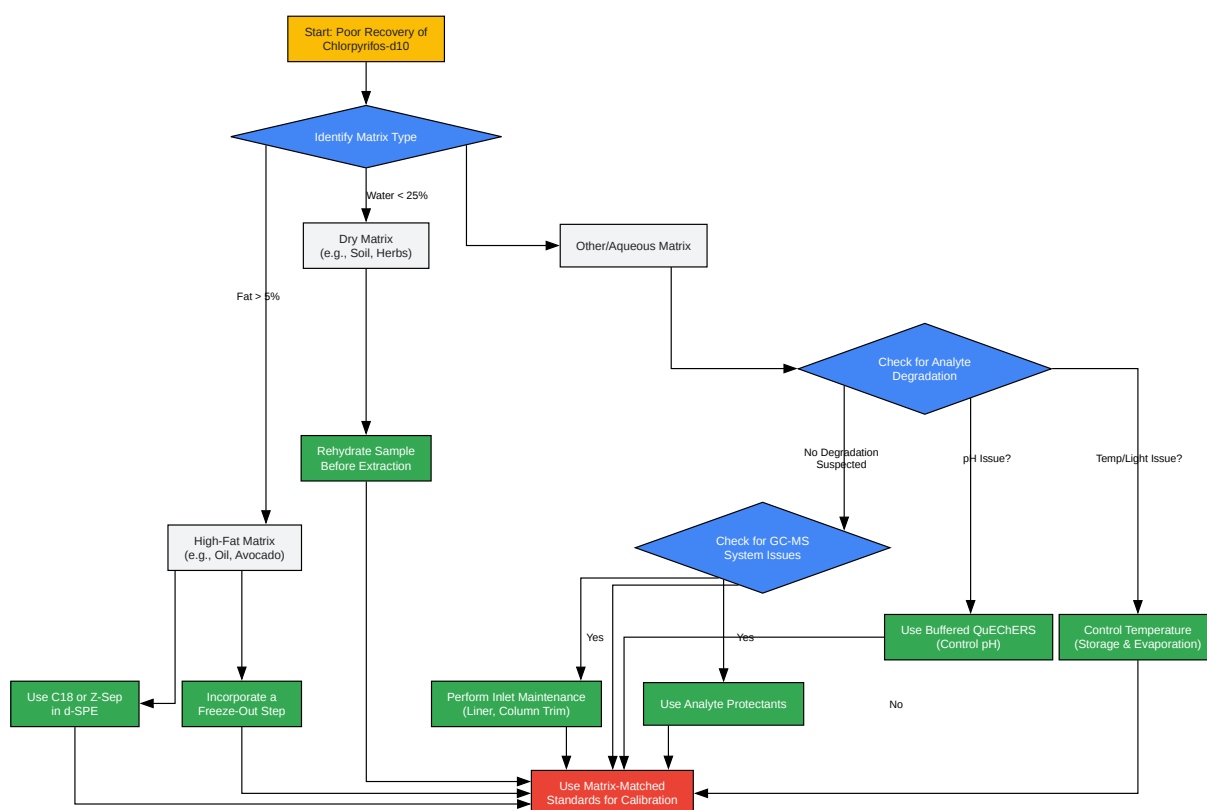 Start: Poor Recovery of
Chlorpyrifos-d10
Identify Matrix Type
Water < 25%
Dry Matrix
(e.g., Soil, Herbs)
Other/Aqueous Matrix
Fat > 5%
Check for Analyte
Degradation
Rehydrate Sample
Before Extraction
No Degradation
Suspected
pH Issue?
Temp/Light Issue?
High-Fat Matrix
(e.g., Oil, Avocado)
Check for GC-MS
System Issues
Yes
Yes
Use Buffered QuEChERS
(Control pH)
Control Temperature
(Storage & Evaporation)
Use C18 or Z-Sep
in d-SPE
Incorporate a
Freeze-Out Step
Perform Inlet Maintenance
(Liner, Column Trim)
Use Analyte Protectants
No
Use Matrix-Matched
Standards for Calibration